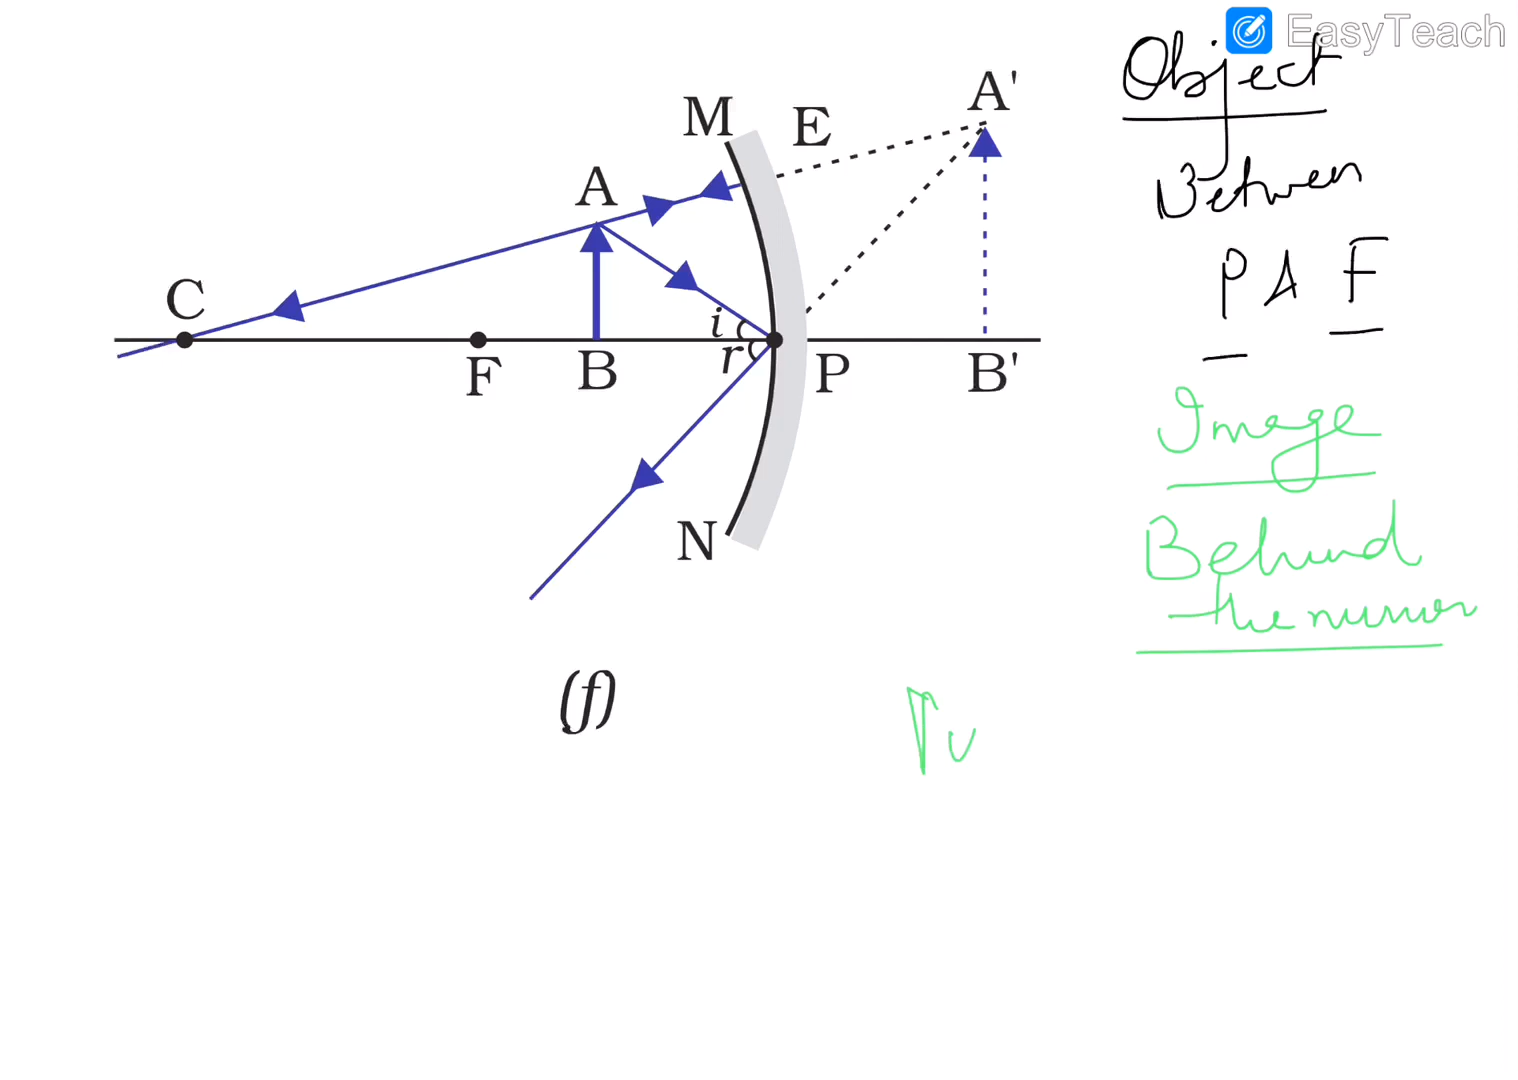 EasyTeach
Object
Between
P & F
Image
Behind
the mirror
M
E
A'
A
C
i
r
F
B
P
B'
N
(f)